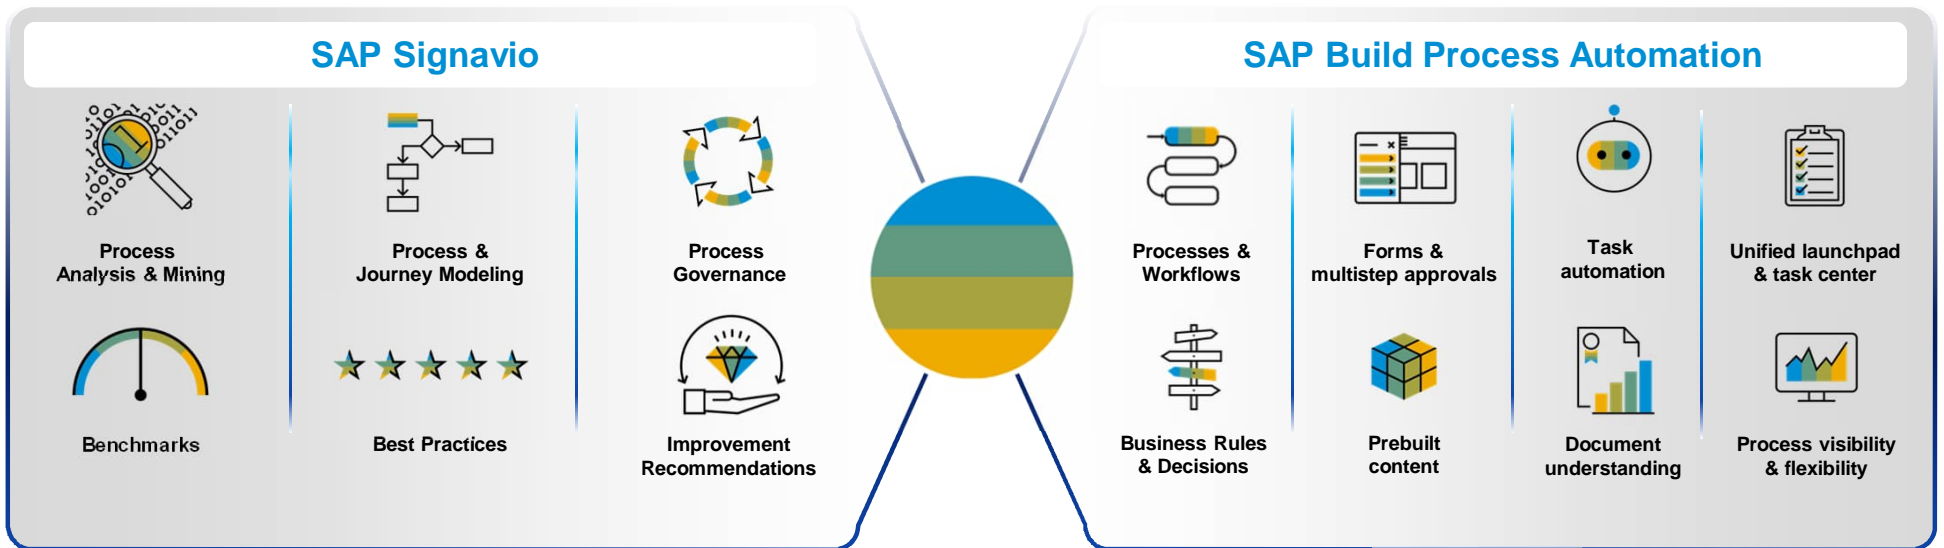 SAP Signavio
Process
Analysis & Mining
Process &
Journey Modeling
Process
Governance
Benchmarks
Best Practices
Improvement
Recommendations
SAP Build Process Automation
Processes &
Workflows
Forms &
multistep approvals
Task
automation
Unified launchpad
& task center
Business Rules
& Decisions
Prebuilt
content
Document
understanding
Process visibility
& flexibility